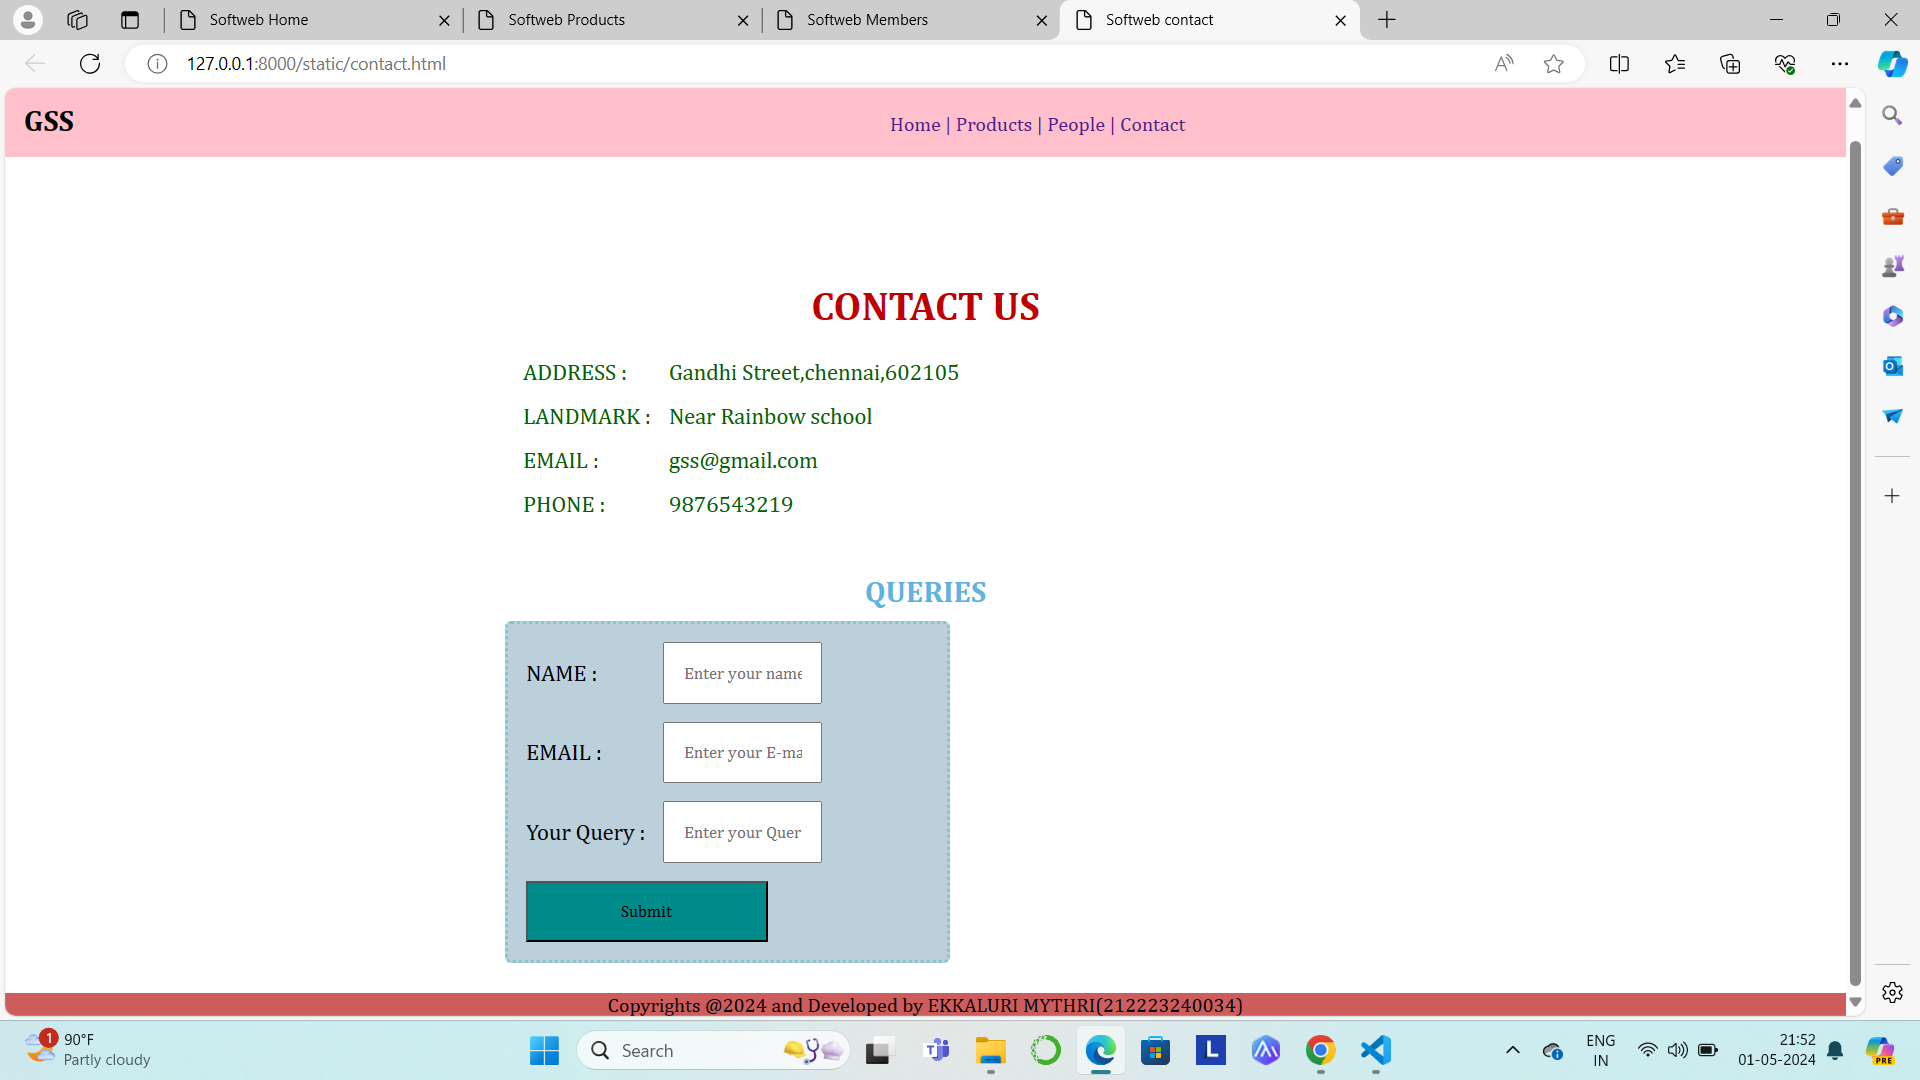 Softweb Home
Softweb Products
Softweb Members
Softweb contact
127.0.0.1:8000/static/contact.html
GSS
Home | Products | People | Contact
CONTACT US
ADDRESS : Gandhi Street,chennai,602105
LANDMARK : Near Rainbow school
EMAIL : gss@gmail.com
PHONE : 9876543219
QUERIES
NAME : Enter your name
EMAIL : Enter your E-ma
Your Query : Enter your Quer
Submit
Copyrights @2024 and Developed by EKKALURI MYTHRI(212223240034)
1
90°F
Partly cloudy
Search
ENG
IN
21:52
01-05-2024
PRE